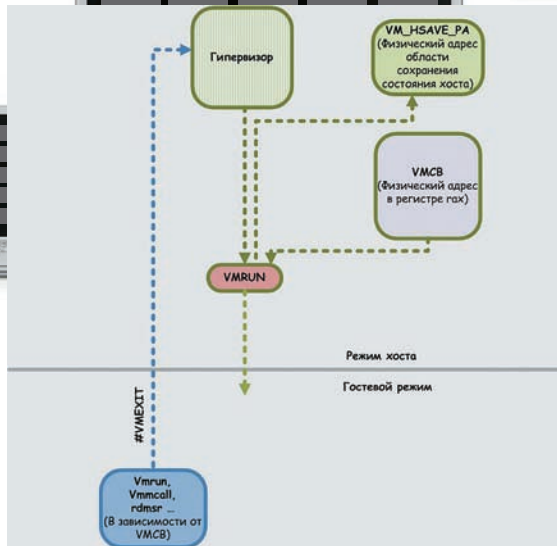 Гипервизор
VM_HSAVE_PA
(Физический адрес
области
сохранения
состояния хоста)
VMCB
(Физический адрес
в регистре rax)
VMRUN
Режим хоста
Гостевой режим
#VMEXIT
Vmrun,
Vmmcall,
rdmsr ...
(В зависимости от
VMCB)